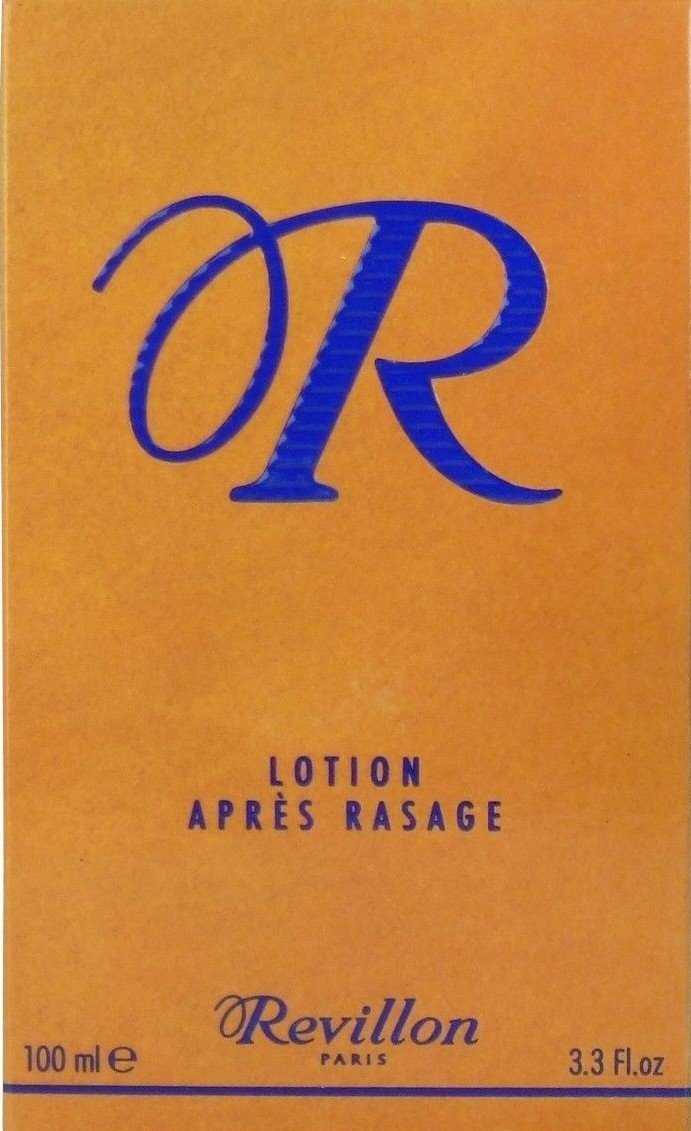 R
LOTION
APRÈS RASAGE
Revillon
PARIS
100 ml ℮
3.3 Fl.oz